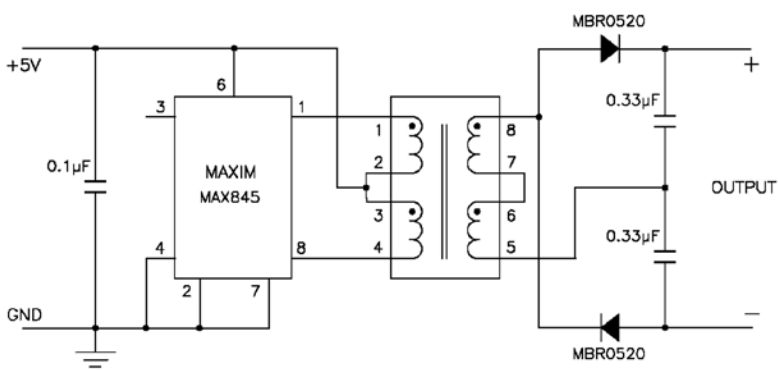 MBR0520
+5V
+
6
3
1
1
8
0.33µF
0.1µF
MAXIM
MAX845
2
7
OUTPUT
3
6
4
8
4
5
0.33µF
2
7
GND
−
MBR0520